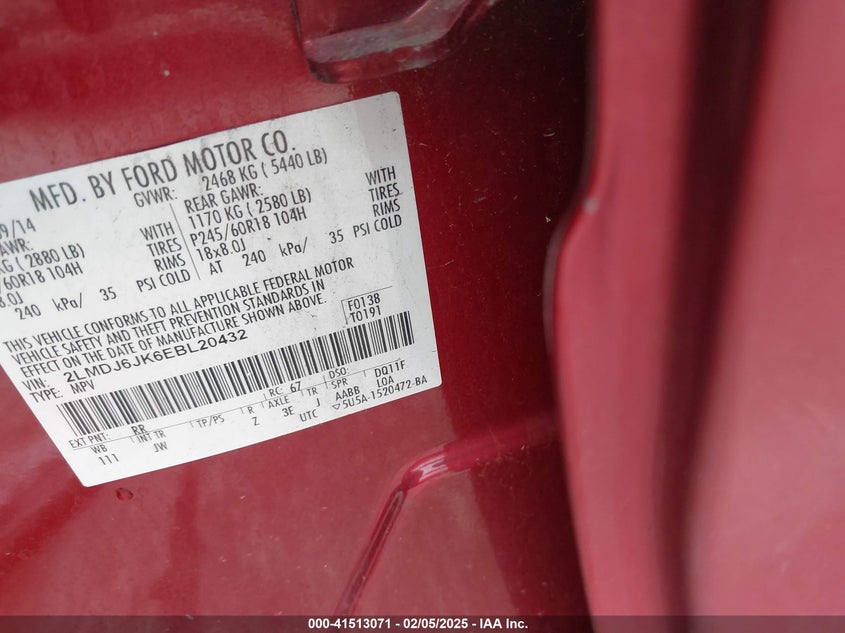 MFD. BY FORD MOTOR CO.
9/14
GVWR: 2468 KG ( 5440 LB)
AWR:
WITH
REAR GAWR:
WITH
KG (2880 LB)
TIRES
1170 KG ( 2580 LB)
TIRES
/60R18 104H
RIMS
P245/60R18 104H
RIMS
.0J
PSI COLD
18x8.0J
PSI COLD
240 kPa/ 35
AT 240 kPa/ 35
THIS VEHICLE CONFORMS TO ALL APPLICABLE FEDERAL MOTOR
VEHICLE SAFETY AND THEFT PREVENTION STANDARDS IN
EFFECT ON THE DATE OF MANUFACTURE SHOWN ABOVE.
F0138
T0191
VIN: 2LMDJ6JK6EBL20432
TYPE: MPV
EXT PNT: RR
RC: 67
DSO:
DQ11F
WB
INT TR
TP/PS
R
AXLE
TR
SPR
LOA
111
JW
Z
3E
J
AABB
UTC
5U5A-1520472-BA
000-41513071 - 02/05/2025 - IAA Inc.